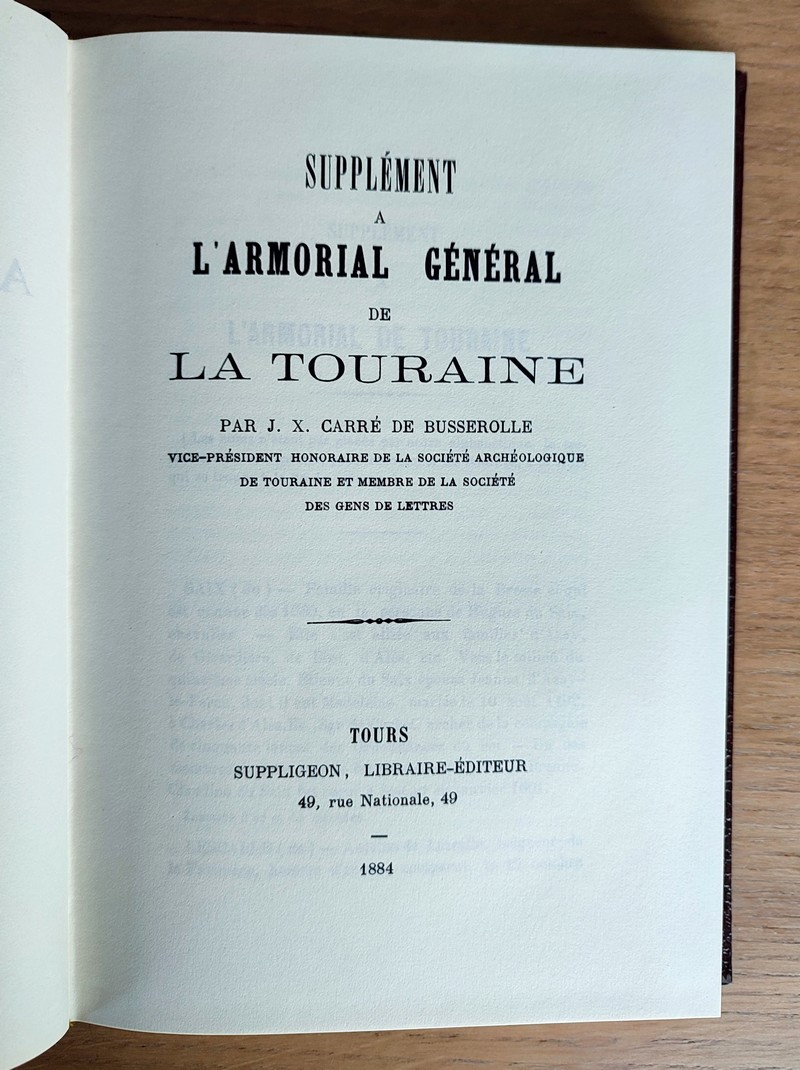 SUPPLÉMENT
A
L'ARMORIAL GÉNÉRAL
DE
LA TOURAINE
PAR J. X. CARRÉ DE BUSSEROLLE
VICE-PRÉSIDENT HONORAIRE DE LA SOCIÉTÉ ARCHÉOLOGIQUE
DE TOURAINE ET MEMBRE DE LA SOCIÉTÉ
DES GENS DE LETTRES
TOURS
SUPPLIGEON, LIBRAIRE-ÉDITEUR
49, rue Nationale, 49
1884